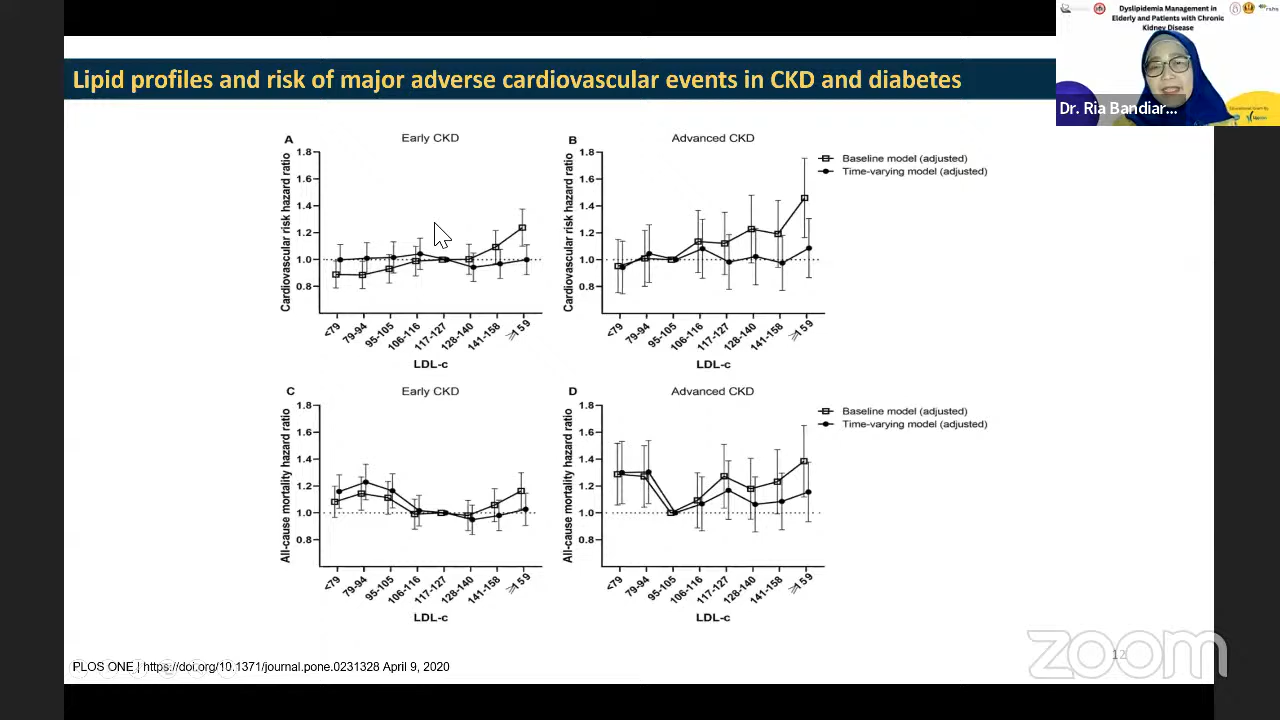 Lipid profiles and risk of major adverse cardiovascular events in CKD and diabetes
Dyslipidemia Management in
Elderly and Patients with Chronic
Kidney Disease
Dr. Ria Bandiar...
A
Early CKD
Cardiovascular risk hazard ratio
1.8
1.6
1.4
1.2
1.0
0.8
<79
79-94
95-105
106-116
117-127
128-140
141-158
⩾159
LDL-c
B
Advanced CKD
Cardiovascular risk hazard ratio
1.8
1.6
1.4
1.2
1.0
0.8
<79
79-94
95-105
106-116
117-127
128-140
141-158
⩾159
LDL-c
Baseline model (adjusted)
Time-varying model (adjusted)
C
Early CKD
All-cause mortality hazard ratio
1.8
1.6
1.4
1.2
1.0
0.8
<79
79-94
95-105
106-116
117-127
128-140
141-158
⩾159
LDL-c
D
Advanced CKD
All-cause mortality hazard ratio
1.8
1.6
1.4
1.2
1.0
0.8
<79
79-94
95-105
106-116
117-127
128-140
141-158
⩾159
LDL-c
Baseline model (adjusted)
Time-varying model (adjusted)
PLOS ONE | https://doi.org/10.1371/journal.pone.0231328 April 9, 2020
12
zoom